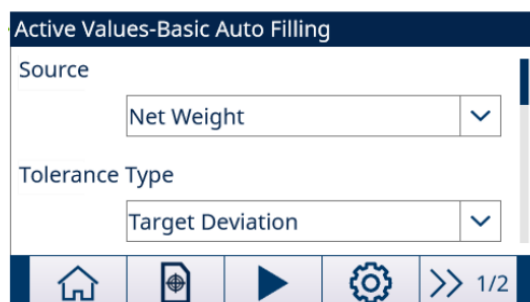 Active Values-Basic Auto Filling
Source
Net Weight
Tolerance Type
Target Deviation
1/2